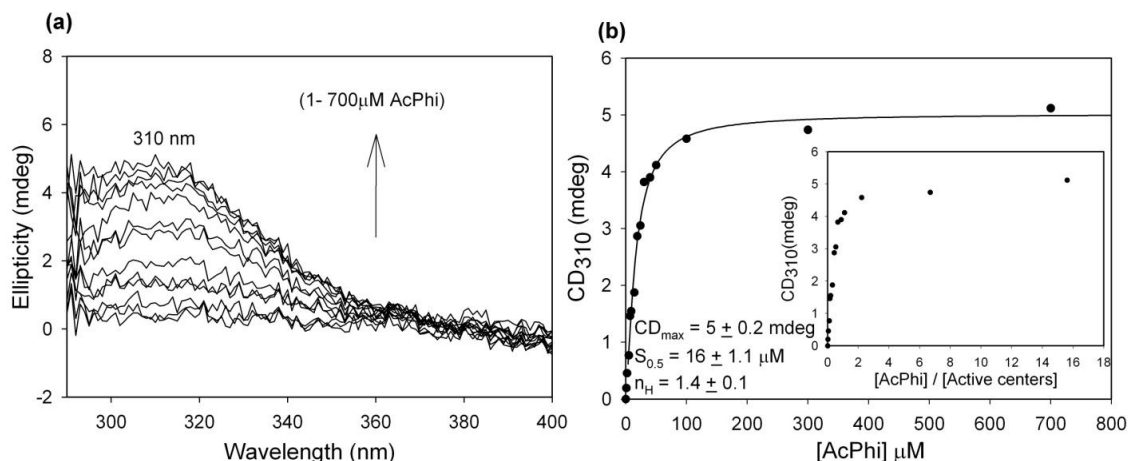 (a)
8
6
4
2
0
-2
Ellipticity (mdeg)
(1- 700μM AcPhi)
310 nm
300 320 340 360 380 400
Wavelength (nm)
(b)
6
5
4
3
2
1
0
CD310 (mdeg)
CDmax = 5 ± 0.2 mdeg
S0.5 = 16 ± 1.1 μM
nH = 1.4 ± 0.1
0 100 200 300 400 500 600 700 800
[AcPhi] μM
6
5
4
3
2
1
0
CD310(mdeg)
0 2 4 6 8 10 12 14 16 18
[AcPhi] / [Active centers]